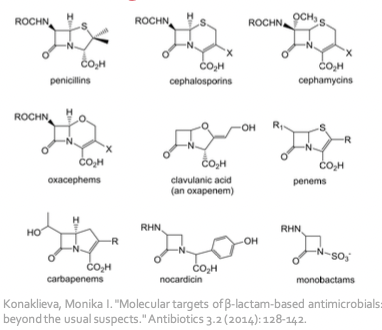 ROCHN H S N O CO₂H
penicillins
ROCHN H S N O X CO₂H
cephalosporins
ROCHN OCH₃ S N O X CO₂H
cephamycins
ROCHN H O N O X CO₂H
oxacephems
O N O OH CO₂H
clavulanic acid
(an oxapenem)
R₁ S N O R CO₂H
penems
HO H N O R CO₂H
carbapenems
RHN O N OH CO₂H
nocardicin
RHN O N SO₃⁻
monobactams
Konaklieva, Monika I. "Molecular targets of β-lactam-based antimicrobials:
beyond the usual suspects." Antibiotics 3.2 (2014): 128-142.